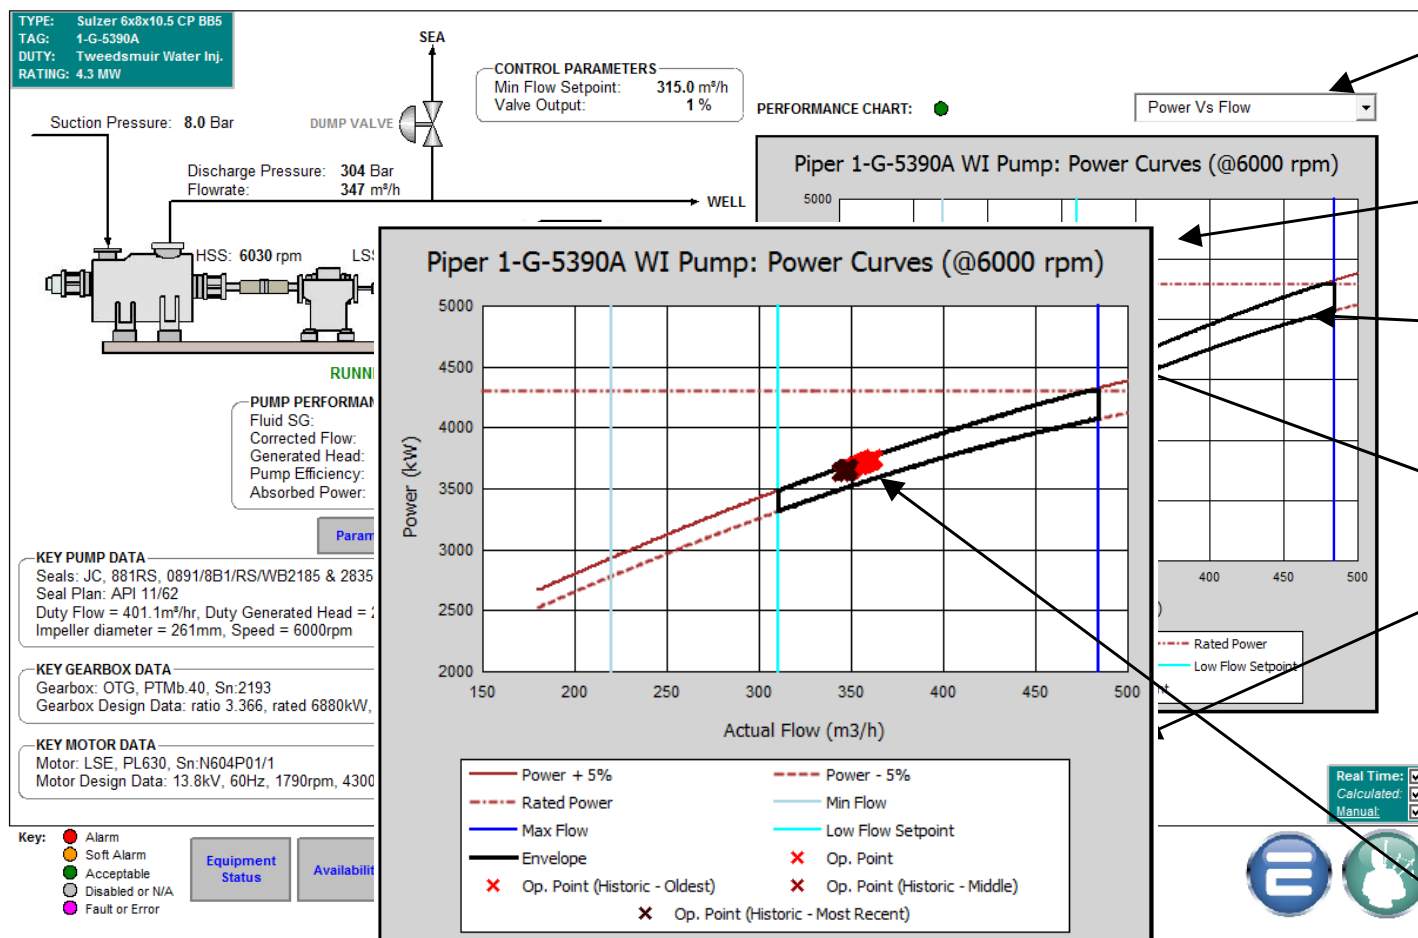 TYPE: Sulzer 6x8x10.5 CP BB5
TAG: 1-G-5390A
DUTY: Tweedsmuir Water Inj.
RATING: 4.3 MW
SEA
CONTROL PARAMETERS
Min Flow Setpoint: 315.0 m³/h
Valve Output: 1 %
PERFORMANCE CHART:
Power Vs Flow
Suction Pressure: 8.0 Bar
DUMP VALVE
Discharge Pressure: 304 Bar
Flowrate: 347 m³/h
WELL
HSS: 6030 rpm
Piper 1-G-5390A WI Pump: Power Curves (@6000 rpm)
5000
400 450 500
Rated Power
Low Flow Setpoint
Piper 1-G-5390A WI Pump: Power Curves (@6000 rpm)
Power (kW)
5000
4500
4000
3500
3000
2500
2000
150 200 250 300 350 400 450 500
Actual Flow (m3/h)
Power + 5% Power - 5%
Rated Power Min Flow
Max Flow Low Flow Setpoint
Envelope Op. Point
Op. Point (Historic - Oldest) Op. Point (Historic - Middle)
Op. Point (Historic - Most Recent)
Fluid SG:
Corrected Flow:
Generated Head:
Pump Efficiency:
Absorbed Power:
KEY PUMP DATA
Seals: JC, 881RS, 0891/8B1/RS/WB2185 & 2835
Seal Plan: API 11/62
Duty Flow = 401.1m³/hr, Duty Generated Head =
Impeller diameter = 261mm, Speed = 6000rpm
KEY GEARBOX DATA
Gearbox: OTG, PTMb.40, Sn:2193
Gearbox Design Data: ratio 3.366, rated 6880kW,
KEY MOTOR DATA
Motor: LSE, PL630, Sn:N604P01/1
Motor Design Data: 13.8kV, 60Hz, 1790rpm, 4300
Real Time:
Calculated:
Manual:
Key: Alarm
Soft Alarm
Acceptable
Disabled or N/A
Fault or Error
Equipment
Status